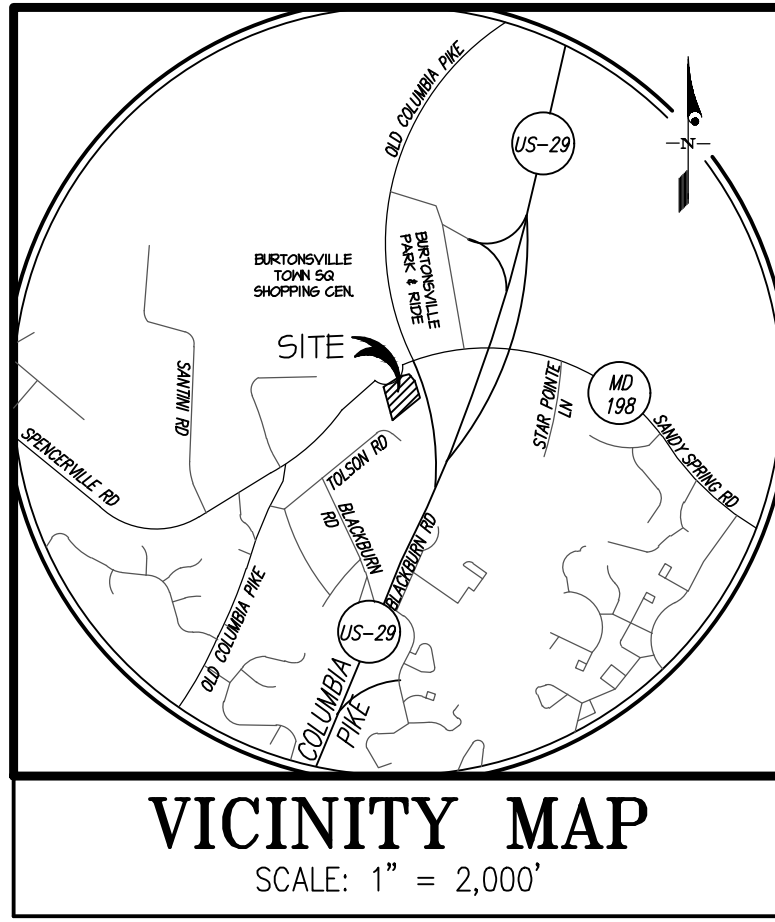 OLD COLUMBIA PIKE
US-29
N
BURTONSVILLE
TOWN SQ
SHOPPING CEN.
BURTONSVILLE
PARK & RIDE
SITE
SANTINI RD
STAR POINTE
LN
MD
198
SANDY SPRING RD
SPENCERVILLE RD
TOLSON RD
BLACKBURN
RD
BLACKBURN RD
OLD COLUMBIA PIKE
US-29
COLUMBIA
PIKE
VICINITY MAP
SCALE: 1" = 2,000'